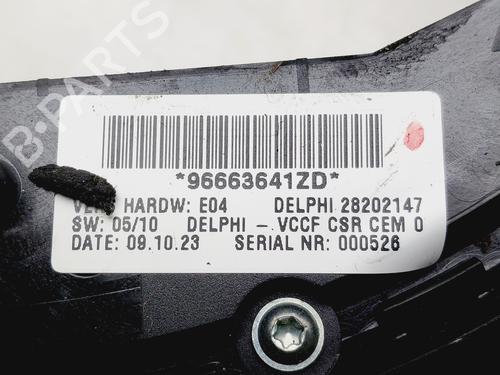 B-PARTS
*96663641ZD*
HARDW: E04 DELPHI 28202147
SW: 05/10 DELPHI - VCCF CSR CEM 0
DATE: 09.10.23 SERIAL NR: 000526